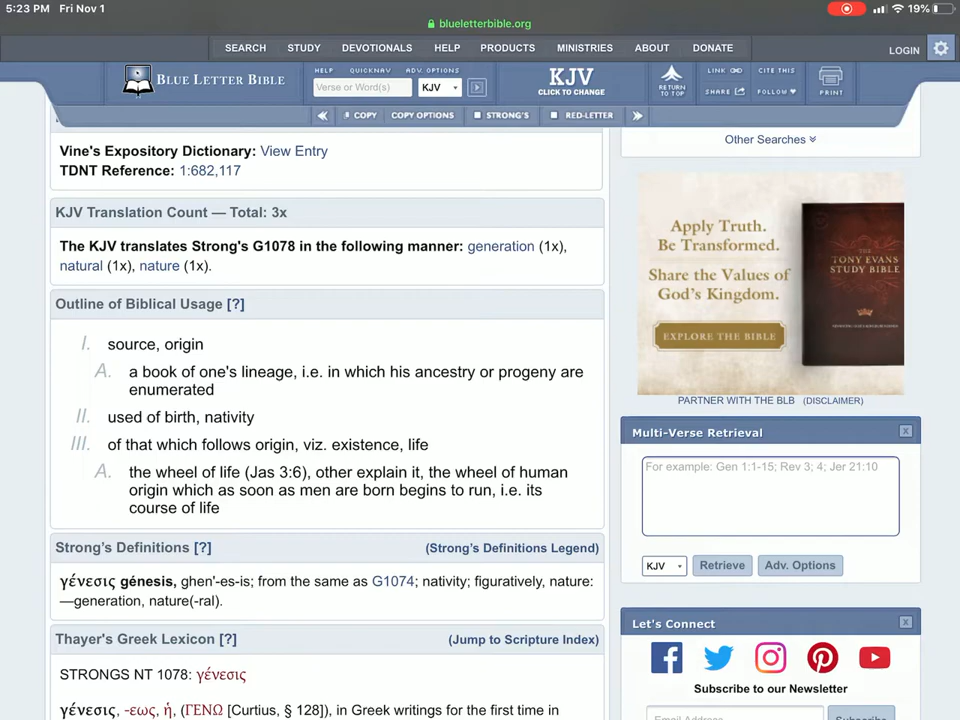 5:23 PM Fri Nov 1
19%
blueletterbible.org
SEARCH STUDY DEVOTIONALS HELP PRODUCTS MINISTRIES ABOUT DONATE LOGIN
BLUE LETTER BIBLE
HELP QUICKNAV ADV. OPTIONS
Verse or Word(s) KJV
KJV
CLICK TO CHANGE
RETURN TO TOP
LINK CITE THIS
SHARE FOLLOW
PRINT
COPY COPY OPTIONS STRONG'S RED-LETTER
Vine's Expository Dictionary: View Entry
TDNT Reference: 1:682,117
KJV Translation Count — Total: 3x
The KJV translates Strong's G1078 in the following manner: generation (1x),
natural (1x), nature (1x).
Outline of Biblical Usage [?]
I. source, origin
A. a book of one's lineage, i.e. in which his ancestry or progeny are
enumerated
II. used of birth, nativity
III. of that which follows origin, viz. existence, life
A. the wheel of life (Jas 3:6), other explain it, the wheel of human
origin which as soon as men are born begins to run, i.e. its
course of life
Strong's Definitions [?] (Strong's Definitions Legend)
γένεσις génesis, ghen'-es-is; from the same as G1074; nativity; figuratively, nature:
—generation, nature(-ral).
Thayer's Greek Lexicon [?] (Jump to Scripture Index)
STRONGS NT 1078: γένεσις
γένεσις, -εως, ἡ, (ΓΕΝΩ [Curtius, § 128]), in Greek writings for the first time in
Other Searches
Apply Truth.
Be Transformed.
Share the Values of
God's Kingdom.
EXPLORE THE BIBLE
THE
TONY EVANS
STUDY BIBLE
PARTNER WITH THE BLB (DISCLAIMER)
Multi-Verse Retrieval
For example: Gen 1:1-15; Rev 3; 4; Jer 21:10
KJV Retrieve Adv. Options
Let's Connect
Subscribe to our Newsletter
Email Address Subscribe